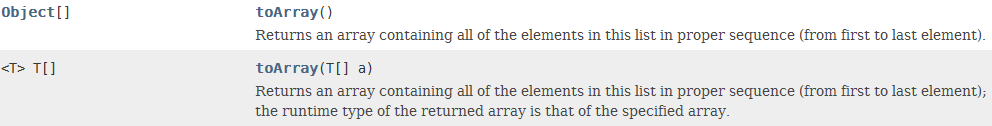 Object[] toArray()
Returns an array containing all of the elements in this list in proper sequence (from first to last element).
<T> T[] toArray(T[] a)
Returns an array containing all of the elements in this list in proper sequence (from first to last element);
the runtime type of the returned array is that of the specified array.